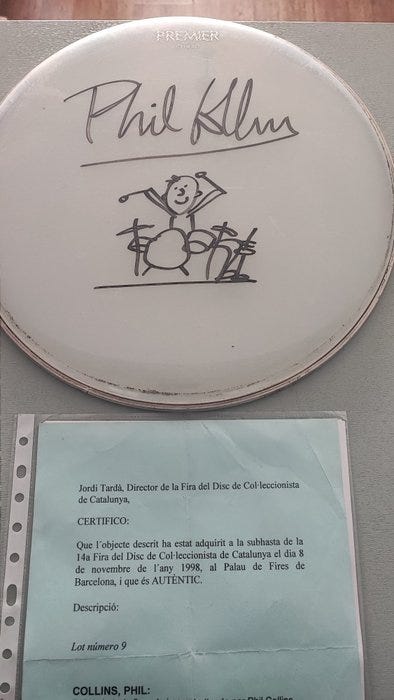 PREMIER
Phil Collins
Jordi Tardà, Director de la Fira del Disc de Col·leccionista
de Catalunya,
CERTIFICO:
Que l´objecte descrit ha estat adquirit a la subhasta de la
14a Fira del Disc de Col·leccionista de Catalunya el dia 8
de novembre de l´any 1998, al Palau de Fires de
Barcelona, i que és AUTÈNTIC.
Descripció:
Lot número 9
COLLINS, PHIL: